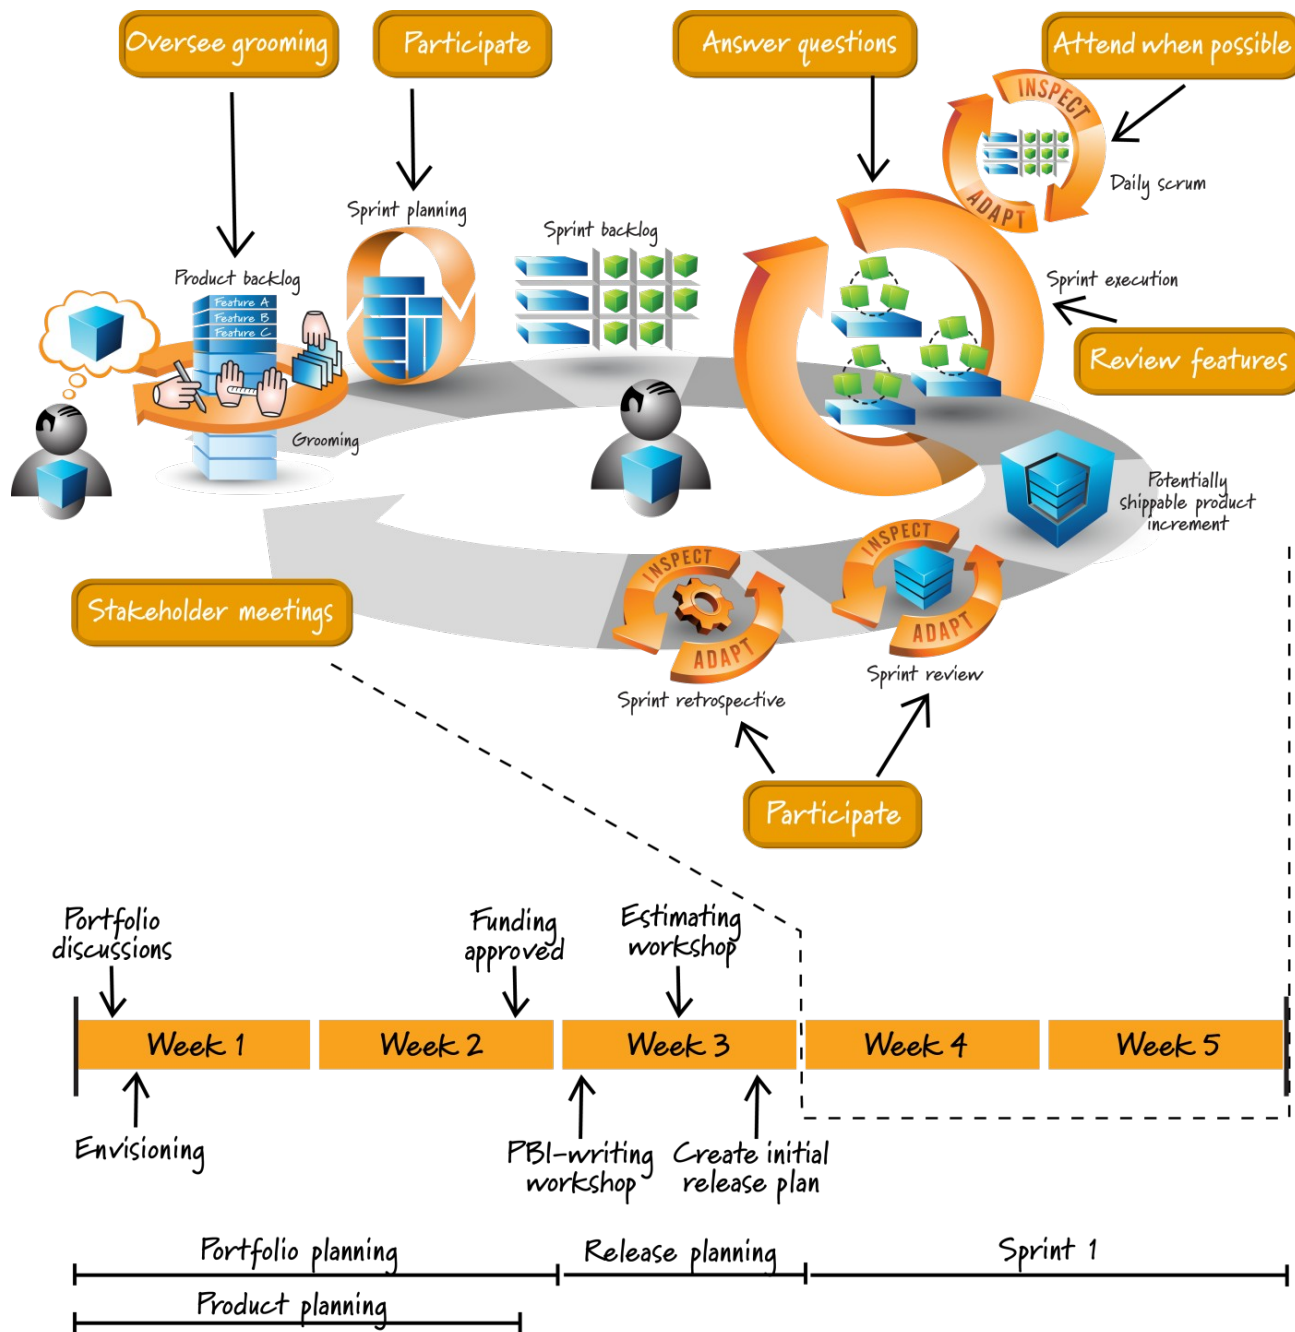 Oversee grooming
Participate
Answer questions
Attend when possible
INSPECT
ADAPT
Daily scrum
Sprint planning
Sprint backlog
Product backlog
Feature A
Feature B
Feature C
Grooming
Sprint execution
Review features
Potentially
shippable product
increment
Stakeholder meetings
INSPECT
ADAPT
Sprint retrospective
INSPECT
ADAPT
Sprint review
Participate
Portfolio
discussions
Funding
approved
Estimating
workshop
Week 1
Week 2
Week 3
Week 4
Week 5
Envisioning
PBI-writing
workshop
Create initial
release plan
Portfolio planning
Release planning
Sprint 1
Product planning